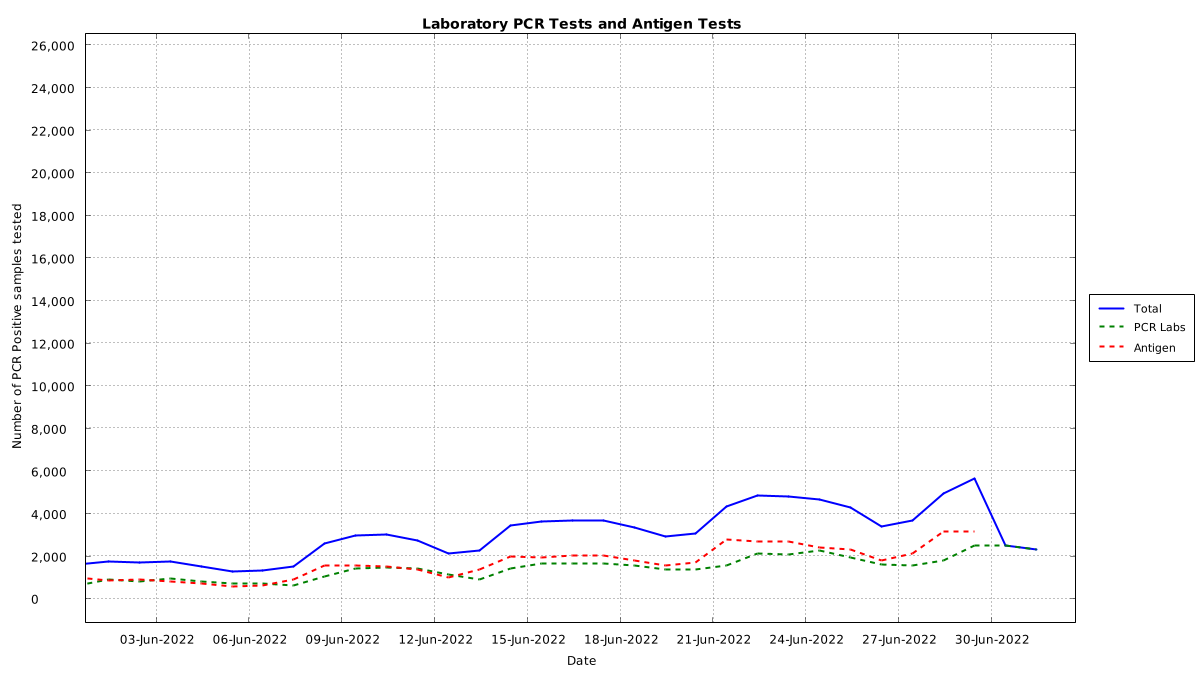 Laboratory PCR Tests and Antigen Tests
Number of PCR Positive samples tested
26,000
24,000
22,000
20,000
18,000
16,000
14,000
12,000
10,000
8,000
6,000
4,000
2,000
0
03-Jun-2022 06-Jun-2022 09-Jun-2022 12-Jun-2022 15-Jun-2022 18-Jun-2022 21-Jun-2022 24-Jun-2022 27-Jun-2022 30-Jun-2022
Date
Total
PCR Labs
Antigen